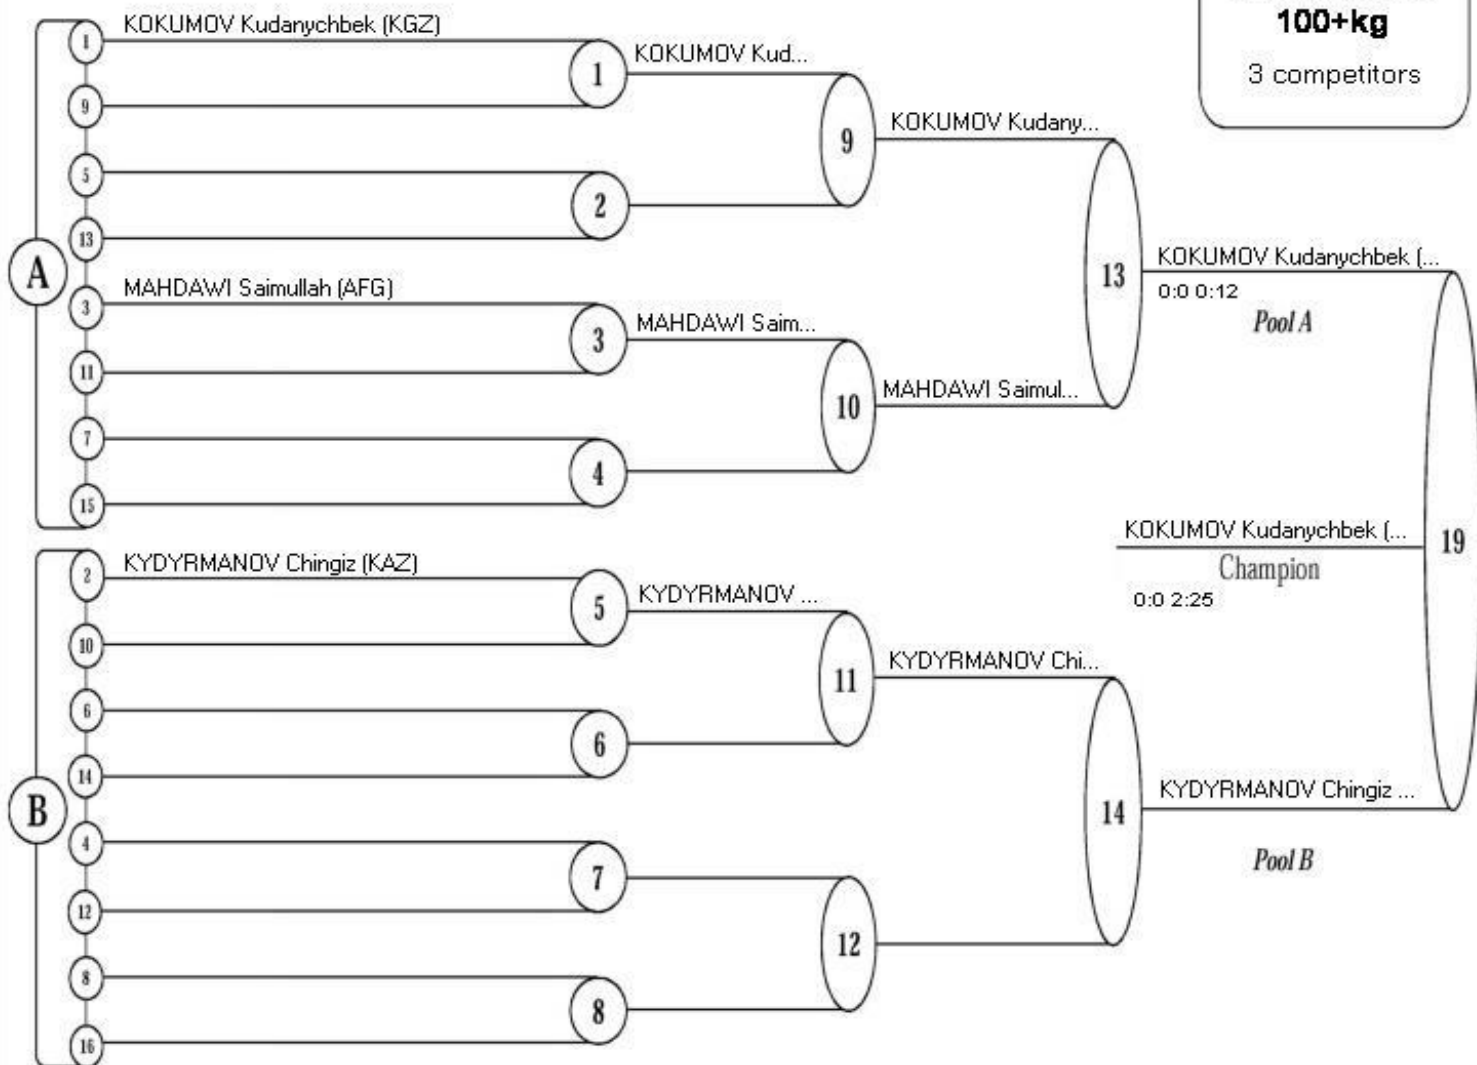 100+kg
3 competitors
A
1
KOKUMOV Kudanychbek (KGZ)
9
5
13
3
MAHDAWI Saimullah (AFG)
11
7
15
1
KOKUMOV Kud...
2
3
MAHDAWI Saim...
4
9
KOKUMOV Kudany...
10
MAHDAWI Saimul...
13
KOKUMOV Kudanychbek (...
0:0 0:12
Pool A
B
2
KYDYRMANOV Chingiz (KAZ)
10
6
14
4
12
8
16
5
KYDYRMANOV ...
6
7
8
11
KYDYRMANOV Chi...
12
14
KYDYRMANOV Chingiz ...
Pool B
19
KOKUMOV Kudanychbek (...
Champion
0:0 2:25